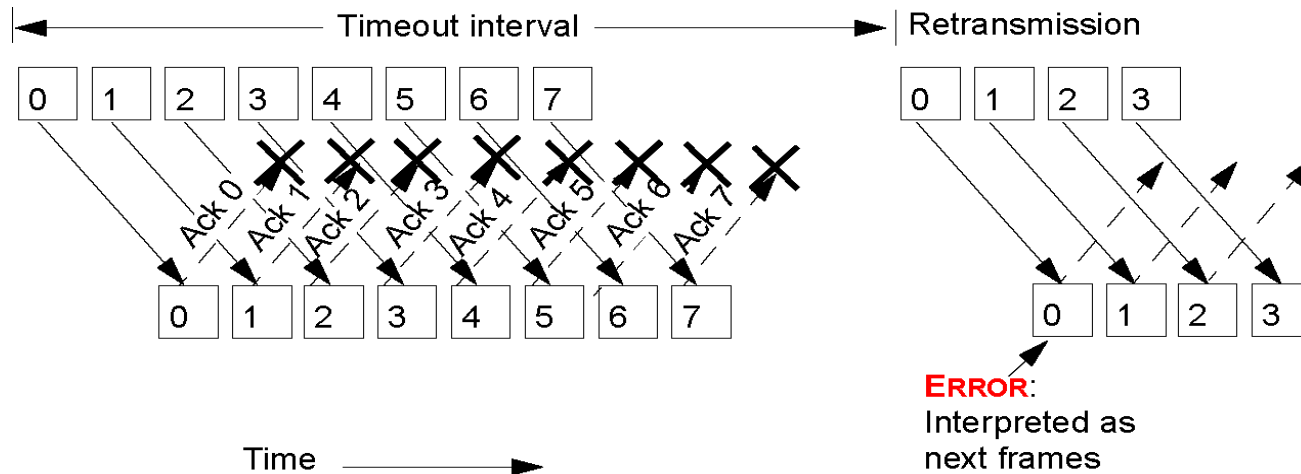 Timeout interval
Retransmission
0 1 2 3 4 5 6 7
0 1 2 3
Ack 0 Ack 1 Ack 2 Ack 3 Ack 4 Ack 5 Ack 6 Ack 7
0 1 2 3 4 5 6 7
0 1 2 3
ERROR:
Interpreted as
next frames
Time